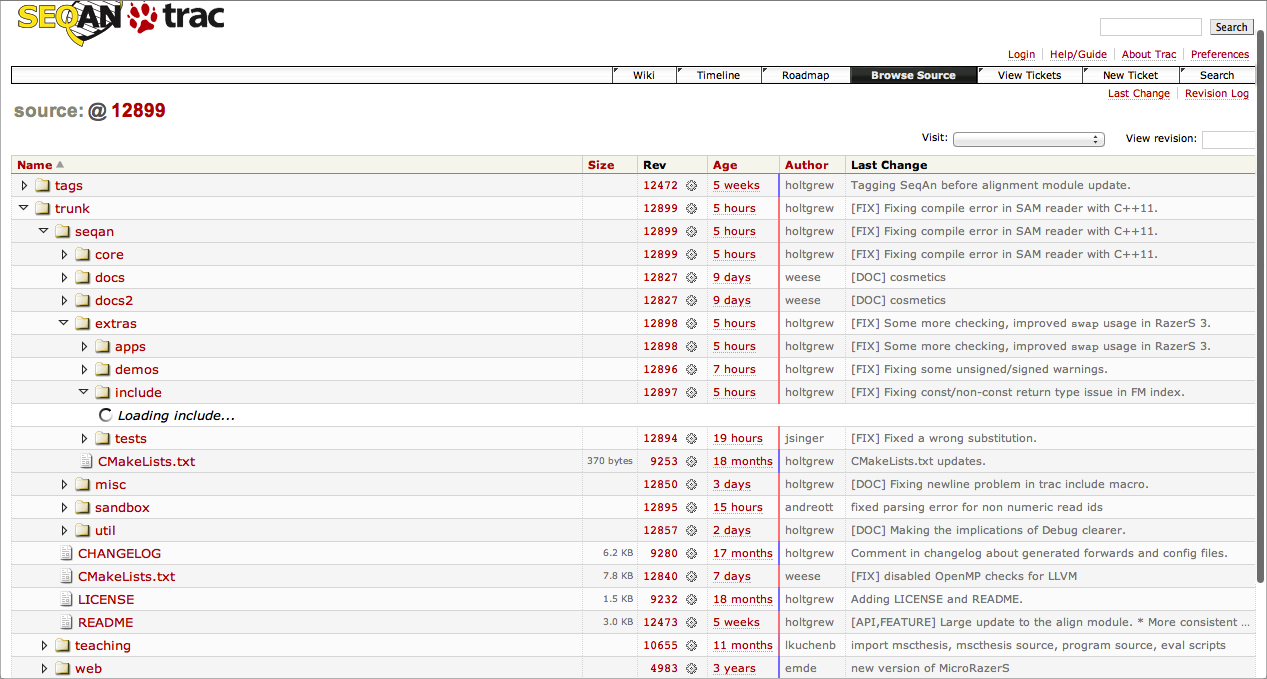 SEQAN trac
Search
Login Help/Guide About Trac Preferences
Wiki Timeline Roadmap Browse Source View Tickets New Ticket Search
Last Change Revision Log
source: @ 12899
Visit: View revision:
Name Size Rev Age Author Last Change
tags 12472 5 weeks holtgrew Tagging SeqAn before alignment module update.
trunk 12899 5 hours holtgrew [FIX] Fixing compile error in SAM reader with C++11.
seqan 12899 5 hours holtgrew [FIX] Fixing compile error in SAM reader with C++11.
core 12899 5 hours holtgrew [FIX] Fixing compile error in SAM reader with C++11.
docs 12827 9 days weese [DOC] cosmetics
docs2 12827 9 days weese [DOC] cosmetics
extras 12898 5 hours holtgrew [FIX] Some more checking, improved swap usage in RazerS 3.
apps 12898 5 hours holtgrew [FIX] Some more checking, improved swap usage in RazerS 3.
demos 12896 7 hours holtgrew [FIX] Fixing some unsigned/signed warnings.
include 12897 5 hours holtgrew [FIX] Fixing const/non-const return type issue in FM index.
Loading include...
tests 12894 19 hours jsinger [FIX] Fixed a wrong substitution.
CMakeLists.txt 370 bytes 9253 18 months holtgrew CMakeLists.txt updates.
misc 12850 3 days holtgrew [DOC] Fixing newline problem in trac include macro.
sandbox 12895 15 hours andreott fixed parsing error for non numeric read ids
util 12857 2 days holtgrew [DOC] Making the implications of Debug clearer.
CHANGELOG 6.2 KB 9280 17 months holtgrew Comment in changelog about generated forwards and config files.
CMakeLists.txt 7.8 KB 12840 7 days weese [FIX] disabled OpenMP checks for LLVM
LICENSE 1.5 KB 9232 18 months holtgrew Adding LICENSE and README.
README 3.0 KB 12473 5 weeks holtgrew [API,FEATURE] Large update to the align module. * More consistent ...
teaching 10655 11 months lkuchenb import mscthesis, mscthesis source, program source, eval scripts
web 4983 3 years emde new version of MicroRazerS